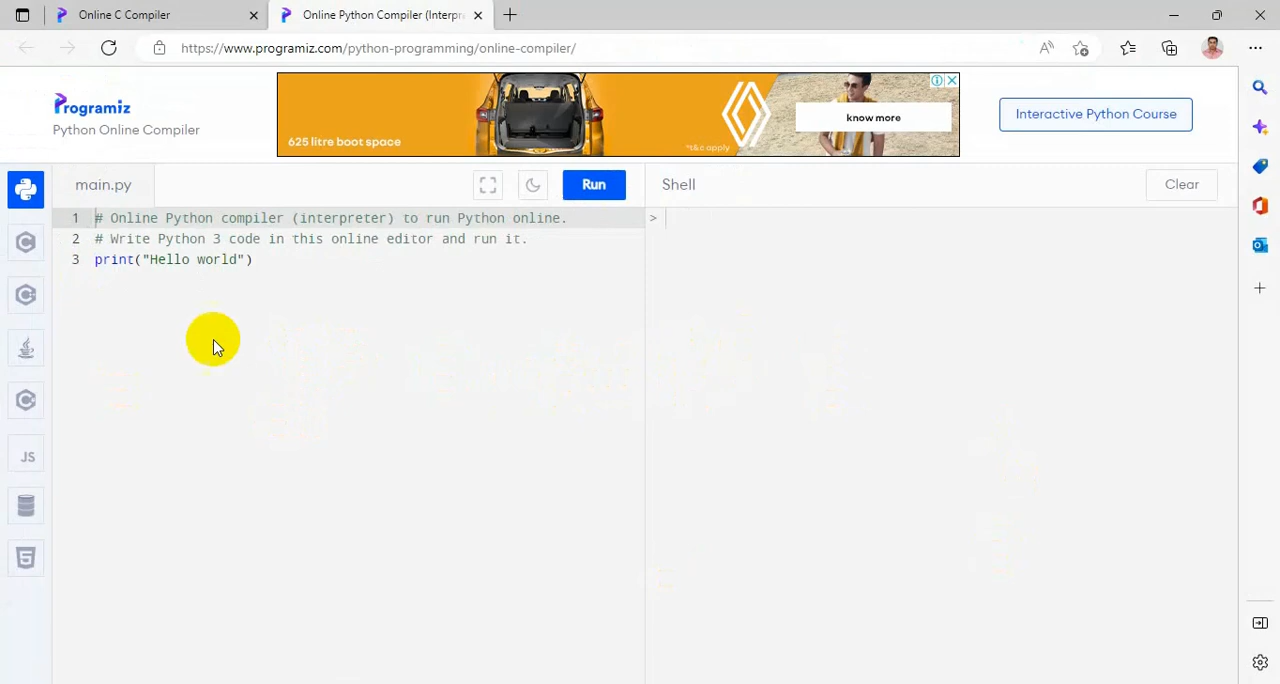 Online C Compiler
Online Python Compiler (Interpr
https://www.programiz.com/python-programming/online-compiler/
Programiz
Python Online Compiler
625 litre boot space
*t&c apply
know more
Interactive Python Course
main.py
Run
Shell
Clear
1 # Online Python compiler (interpreter) to run Python online.
2 # Write Python 3 code in this online editor and run it.
3 print("Hello world")
>
JS